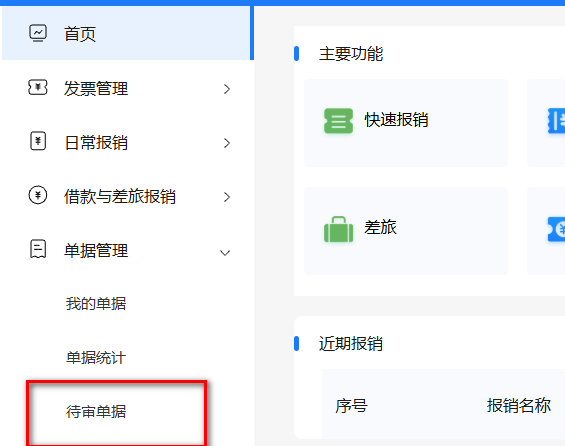 首页
发票管理
日常报销
借款与差旅报销
单据管理
我的单据
单据统计
待审单据
主要功能
快速报销
差旅
近期报销
序号 报销名称